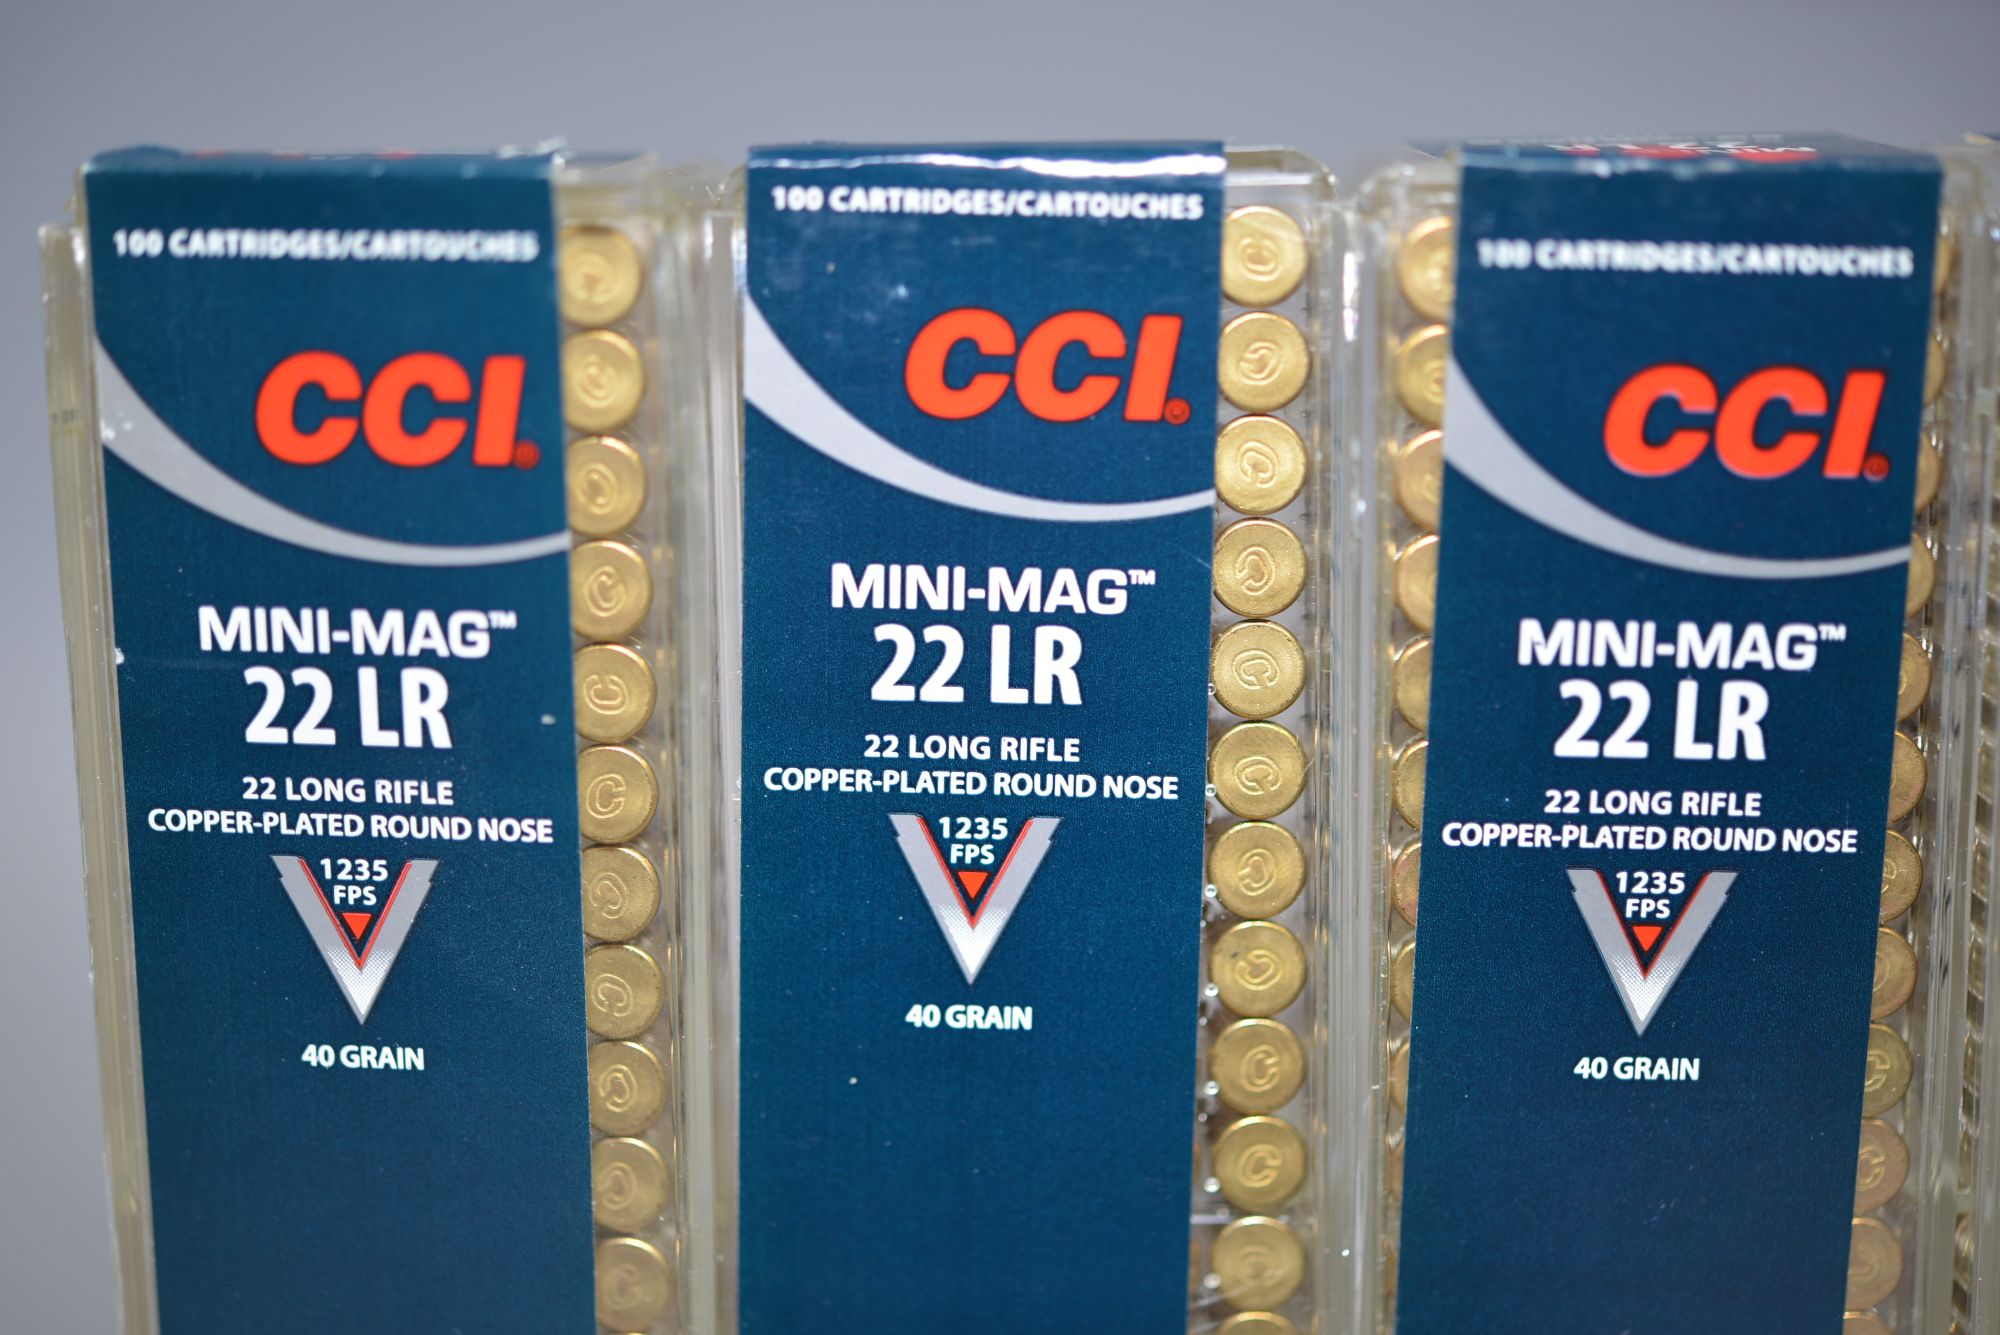 100 CARTRIDGES/CARTOUCHES
CCI®
MINI-MAG™
22 LR
22 LONG RIFLE
COPPER-PLATED ROUND NOSE
1235
FPS
40 GRAIN
100 CARTRIDGES/CARTOUCHES
CCI®
MINI-MAG™
22 LR
22 LONG RIFLE
COPPER-PLATED ROUND NOSE
1235
FPS
40 GRAIN
100 CARTRIDGES/CARTOUCHES
CCI®
MINI-MAG™
22 LR
22 LONG RIFLE
COPPER-PLATED ROUND NOSE
1235
FPS
40 GRAIN